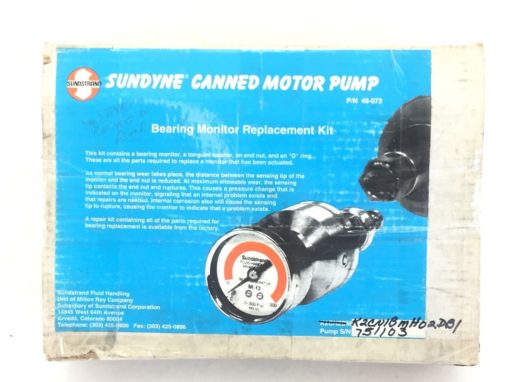 SUNDSTRAND
SUNDYNE® CANNED MOTOR PUMP
P/N 48-072
Bearing Monitor Replacement Kit
This kit contains a bearing monitor, a tongued washer, an end nut, and an "O" ring.
These are all the parts required to replace a monitor that has been actuated.
As normal bearing wear takes place, the distance between the sensing tip of the
monitor and the end nut is reduced. At maximum allowable wear, the sensing
tip contacts the end nut and ruptures. This causes a pressure change that is
indicated on the monitor, signaling that an internal problem exists and
that repairs are needed. Internal corrosion also will cause the sensing
tip to rupture, causing the monitor to indicate that a problem exists.
A repair kit containing all of the parts required for
bearing replacement is available from the factory.
Sundstrand
M-13
300
Sundstrand Fluid Handling
Unit of Milton Roy Company
Subsidiary of Sundstrand Corporation
14845 West 64th Avenue
Arvada, Colorado 80004
Telephone: (303) 425-0800 Fax: (303) 425-0896
K2CN18MH02DB1
Pump S/N 751103